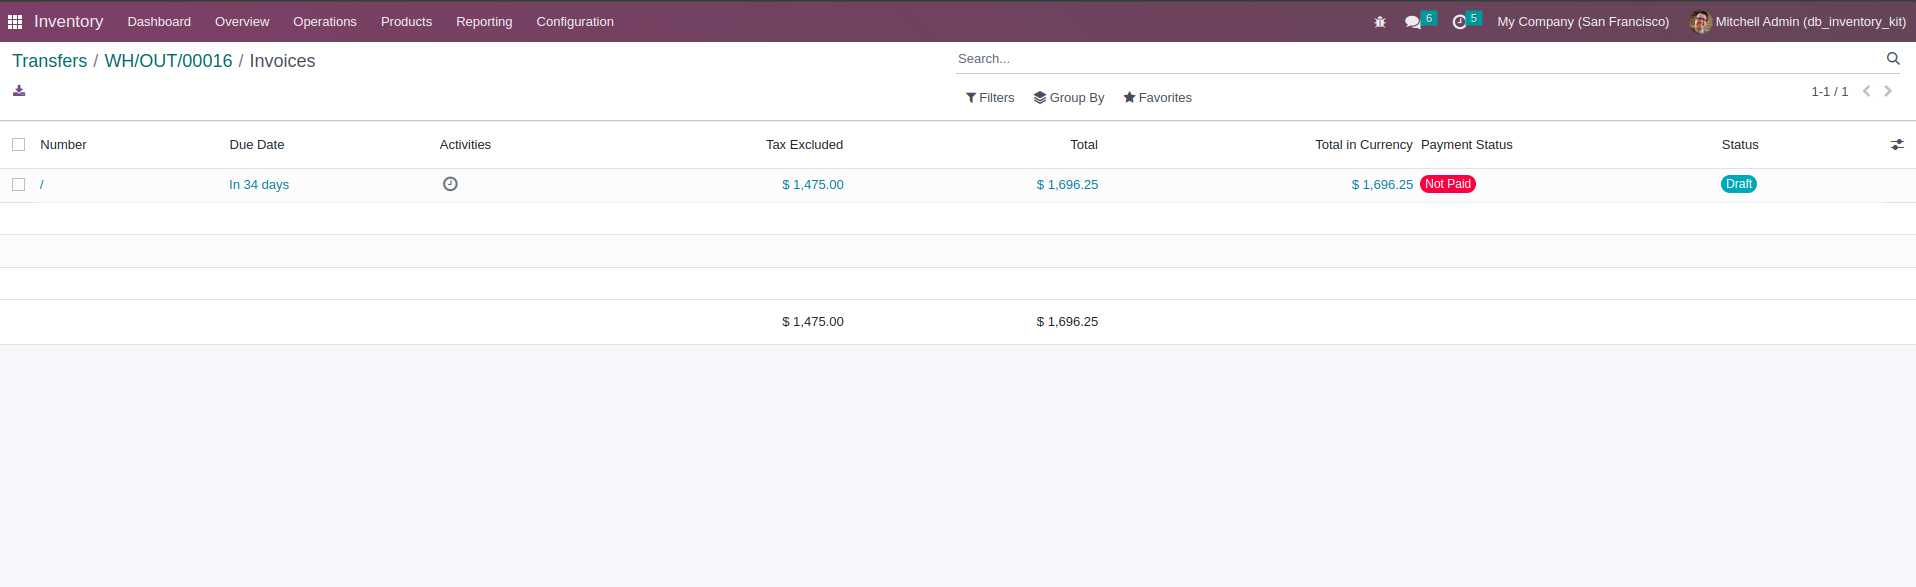 Inventory Dashboard Overview Operations Products Reporting Configuration 6 5 My Company (San Francisco) Mitchell Admin (db_inventory_kit)
Transfers / WH/OUT/00016 / Invoices
Search...
Filters Group By Favorites
1-1 / 1
Number Due Date Activities Tax Excluded Total Total in Currency Payment Status Status
/ In 34 days $ 1,475.00 $ 1,696.25 $ 1,696.25 Not Paid Draft
$ 1,475.00 $ 1,696.25